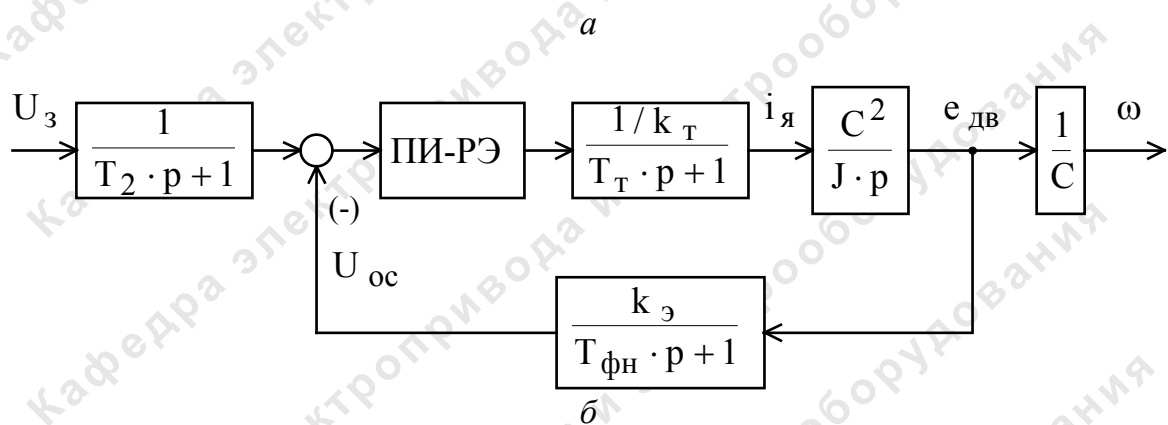 а
U з
1
T 2 · p + 1
(-)
U ос
ПИ-РЭ
1 / k т
T т · p + 1
i я
C 2
J · p
e дв
1
C
ω
k э
T фн · p + 1
б
Кафедра электропривода и электрооборудования